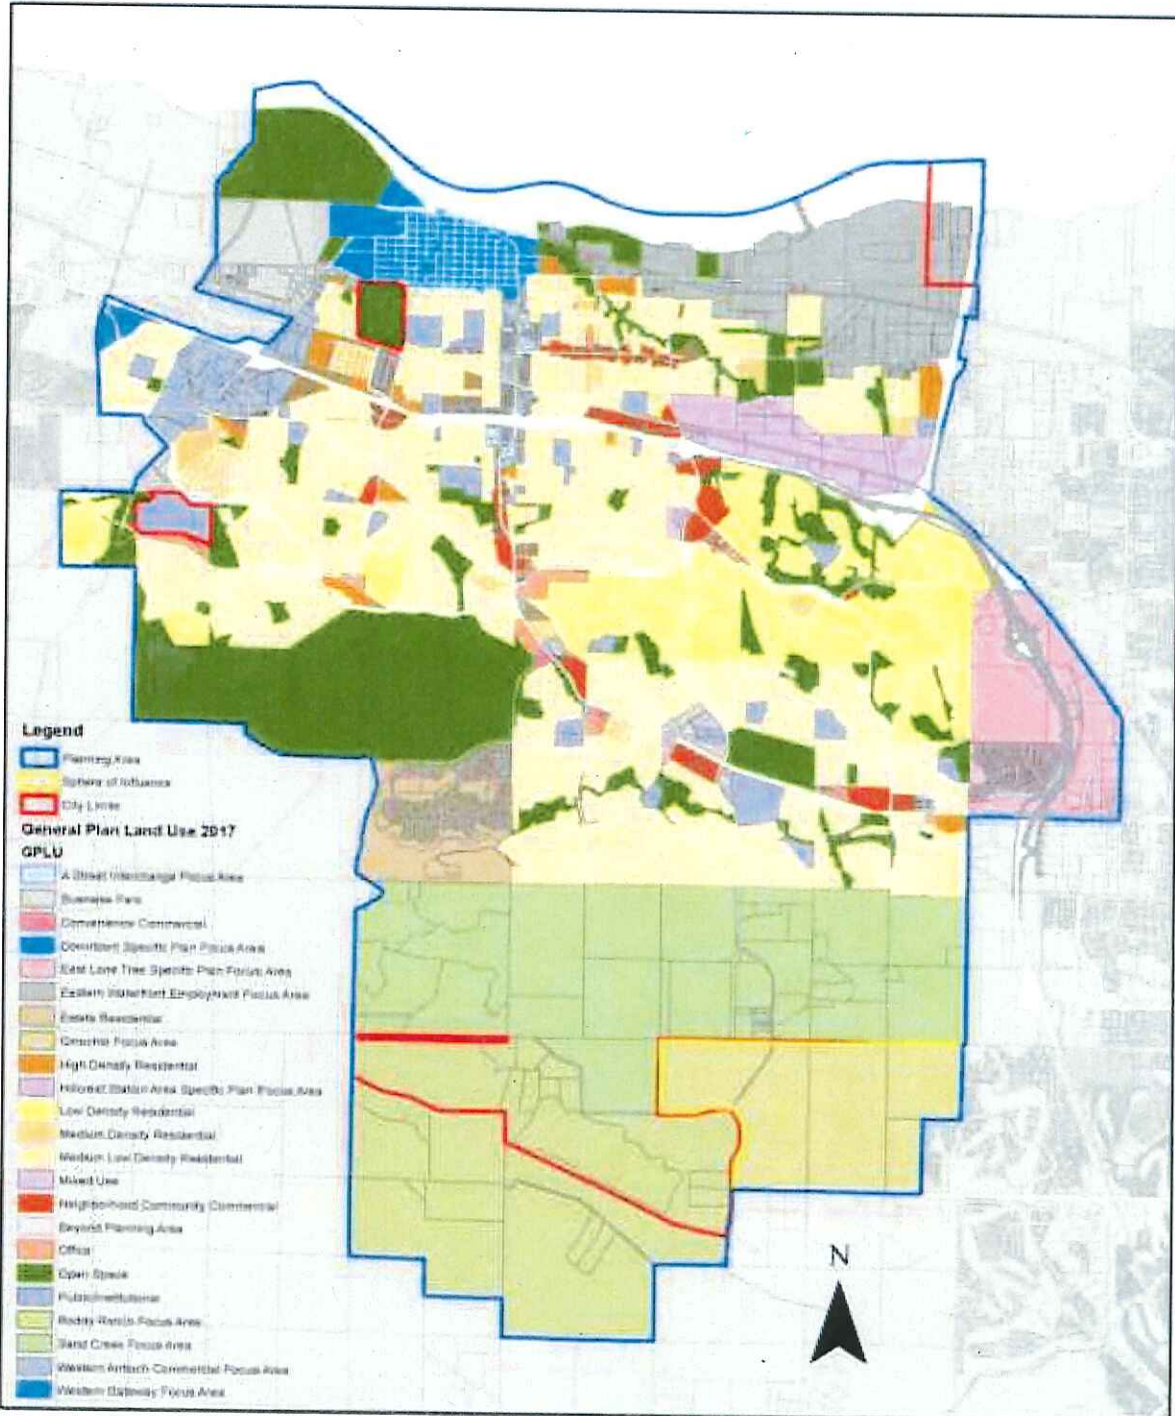 N
Legend
Planning Area
Sphere of Influence
City Limits
General Plan Land Use 2017
GPLU
A Street Interchange Focus Area
Business Park
Convenience Commercial
Downtown Specific Plan Focus Area
East Lone Tree Specific Plan Focus Area
Eastern Waterfront Employment Focus Area
Estate Residential
Ginochio Focus Area
High Density Residential
Hillcrest Station Area Specific Plan Focus Area
Low Density Residential
Medium Density Residential
Medium Low Density Residential
Mixed Use
Neighborhood Community Commercial
Beyond Planning Area
Office
Open Space
Public/Institutional
Roddy Ranch Focus Area
Sand Creek Focus Area
Western Antioch Commercial Focus Area
Western Gateway Focus Area